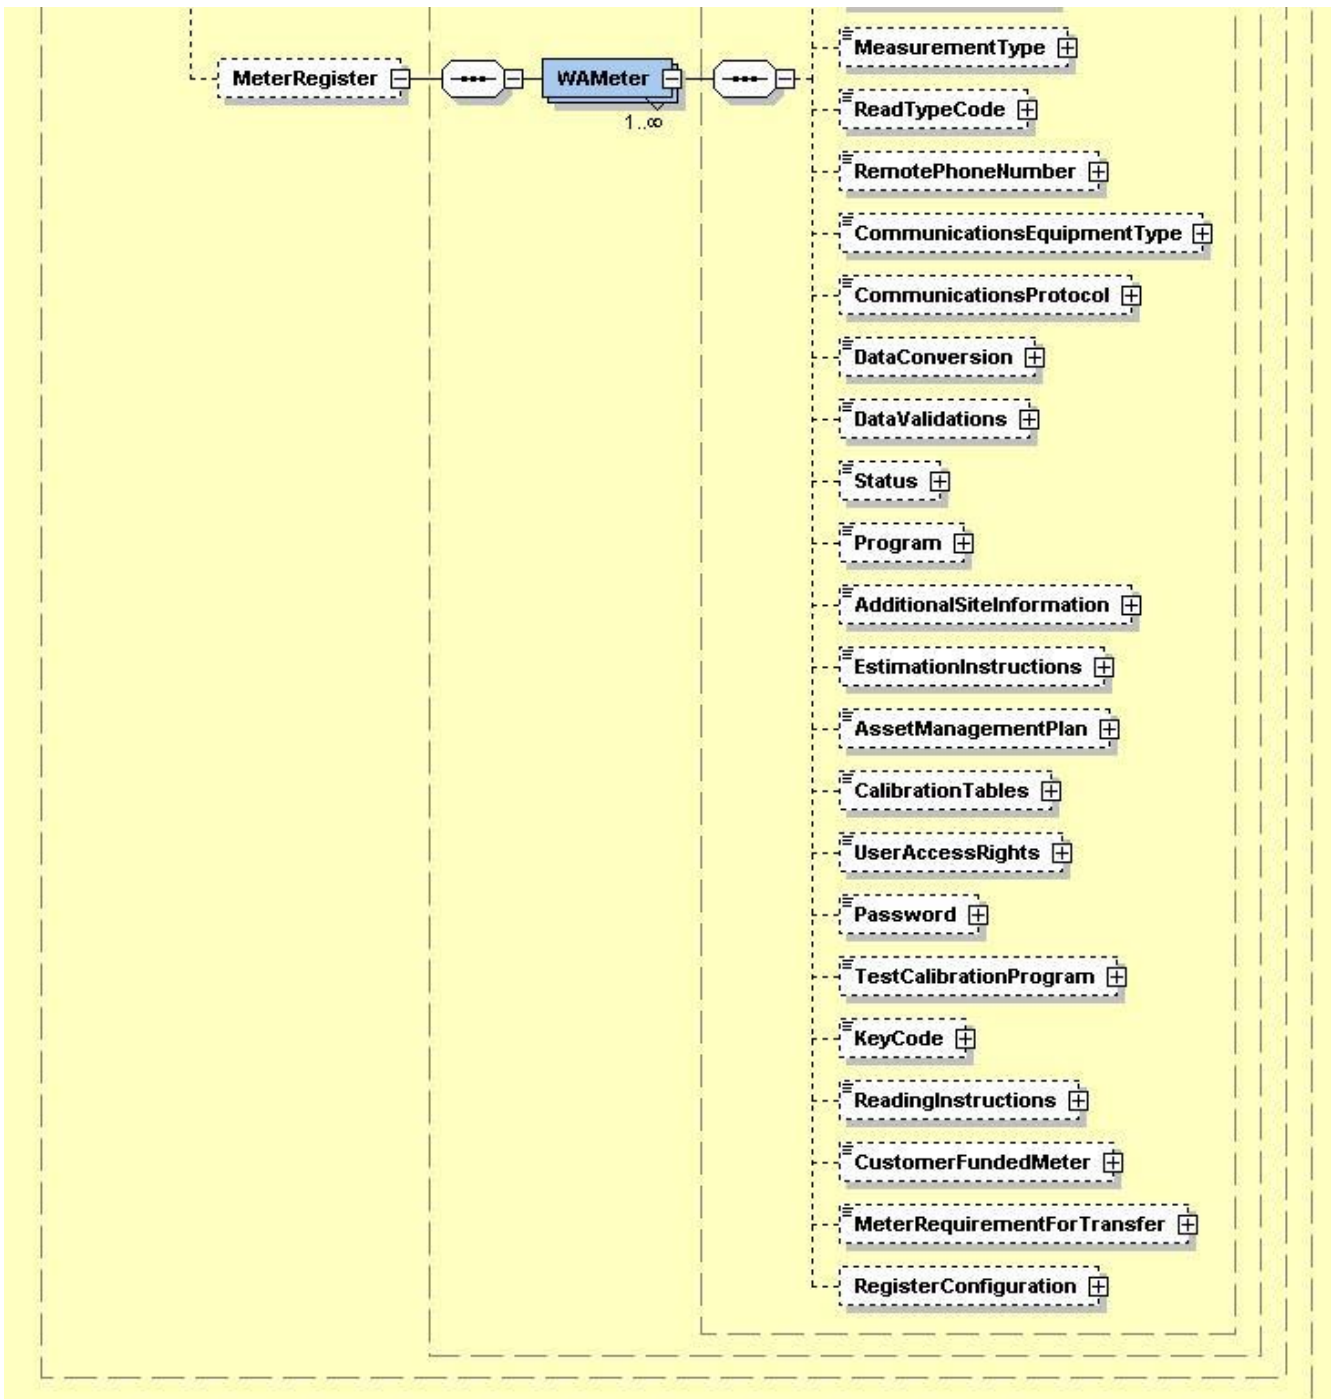 MeasurementType
MeterRegister
WAMeter
1..∞
ReadTypeCode
RemotePhoneNumber
CommunicationsEquipmentType
CommunicationsProtocol
DataConversion
DataValidations
Status
Program
AdditionalSiteInformation
EstimationInstructions
AssetManagementPlan
CalibrationTables
UserAccessRights
Password
TestCalibrationProgram
KeyCode
ReadingInstructions
CustomerFundedMeter
MeterRequirementForTransfer
RegisterConfiguration